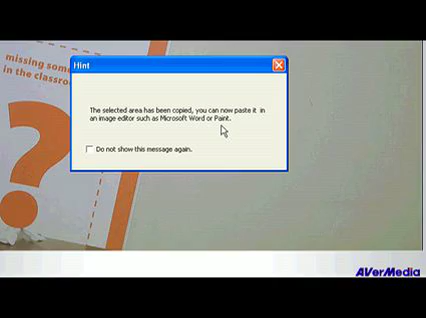 missing some
in the classroo
?
Hint
The selected area has been copied, you can now paste it in
an image editor such as Microsoft Word or Paint.
Do not show this message again.
AVerMedia